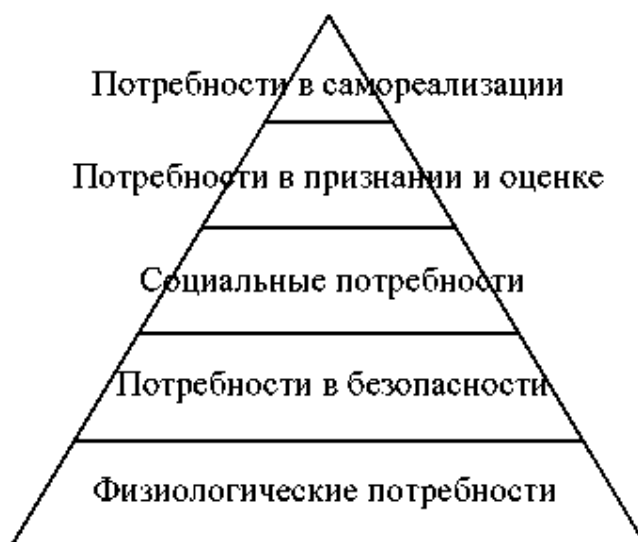 Потребности в самореализации
Потребности в признании и оценке
Социальные потребности
Потребности в безопасности
Физиологические потребности